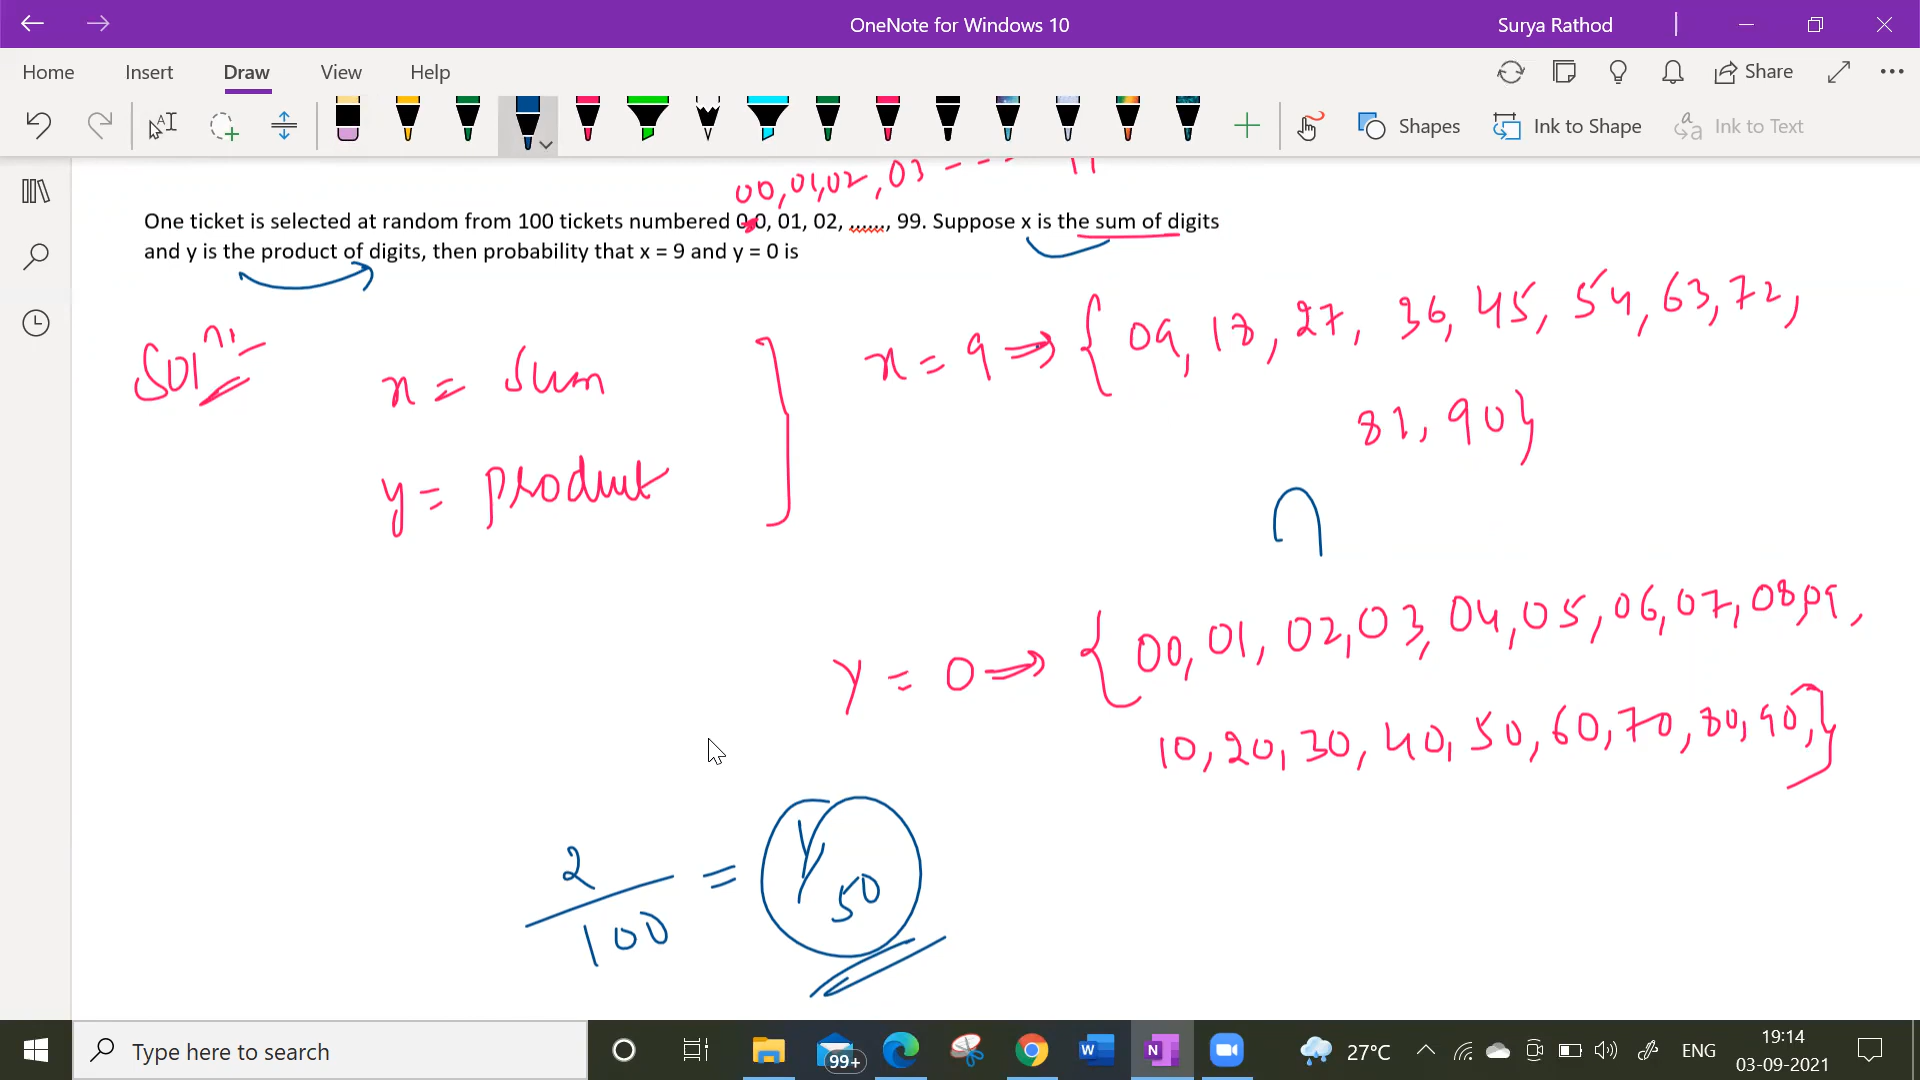 OneNote for Windows 10
Surya Rathod
Home Insert Draw View Help
Share
Shapes Ink to Shape Ink to Text
00,01,02,03 - - -
One ticket is selected at random from 100 tickets numbered 0 0, 01, 02, ......, 99. Suppose x is the sum of digits
and y is the product of digits, then probability that x = 9 and y = 0 is
Soln:-
x = Sum
y = product
x = 9 ⇒ { 09, 18, 27, 36, 45, 54, 63, 72,
81, 90}
∩
y = 0 ⇒ { 00, 01, 02, 03, 04, 05, 06, 07, 08, 09,
10, 20, 30, 40, 50, 60, 70, 80, 90,}
2/100 = 1/50
Type here to search
99+
27°C
ENG
19:14
03-09-2021